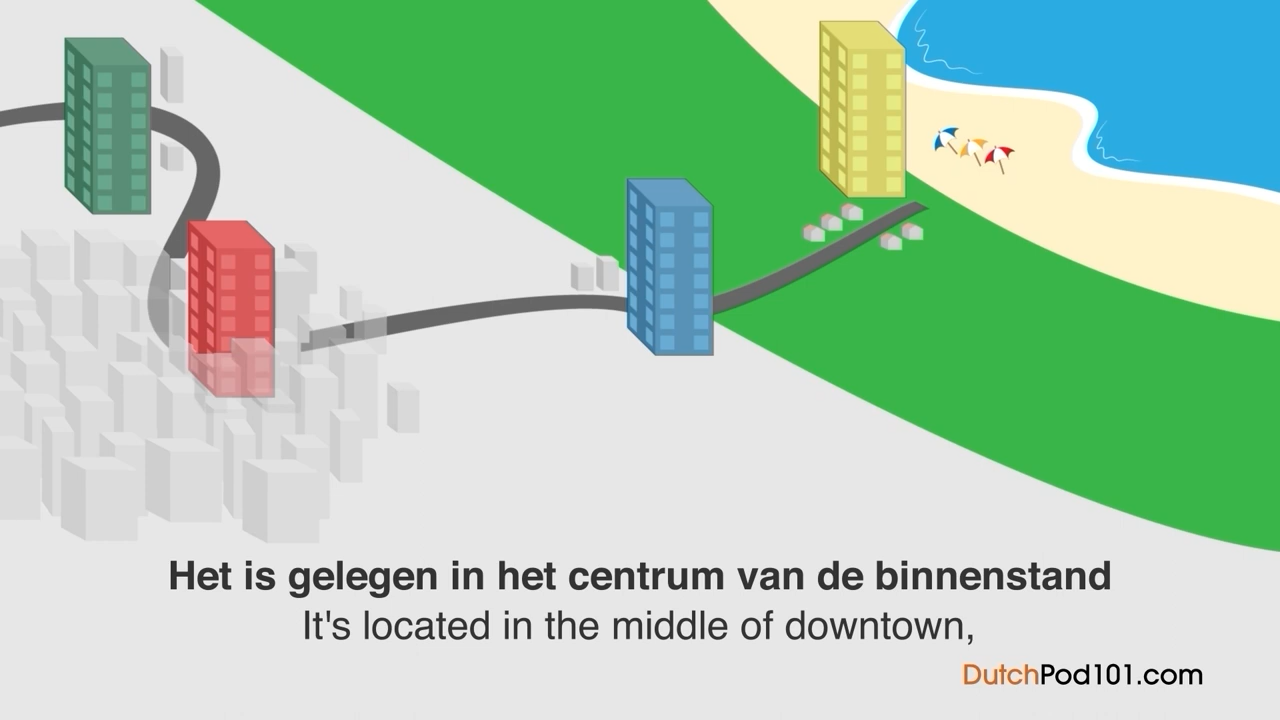 Het is gelegen in het centrum van de binnenstand
It's located in the middle of downtown,
DutchPod101.com